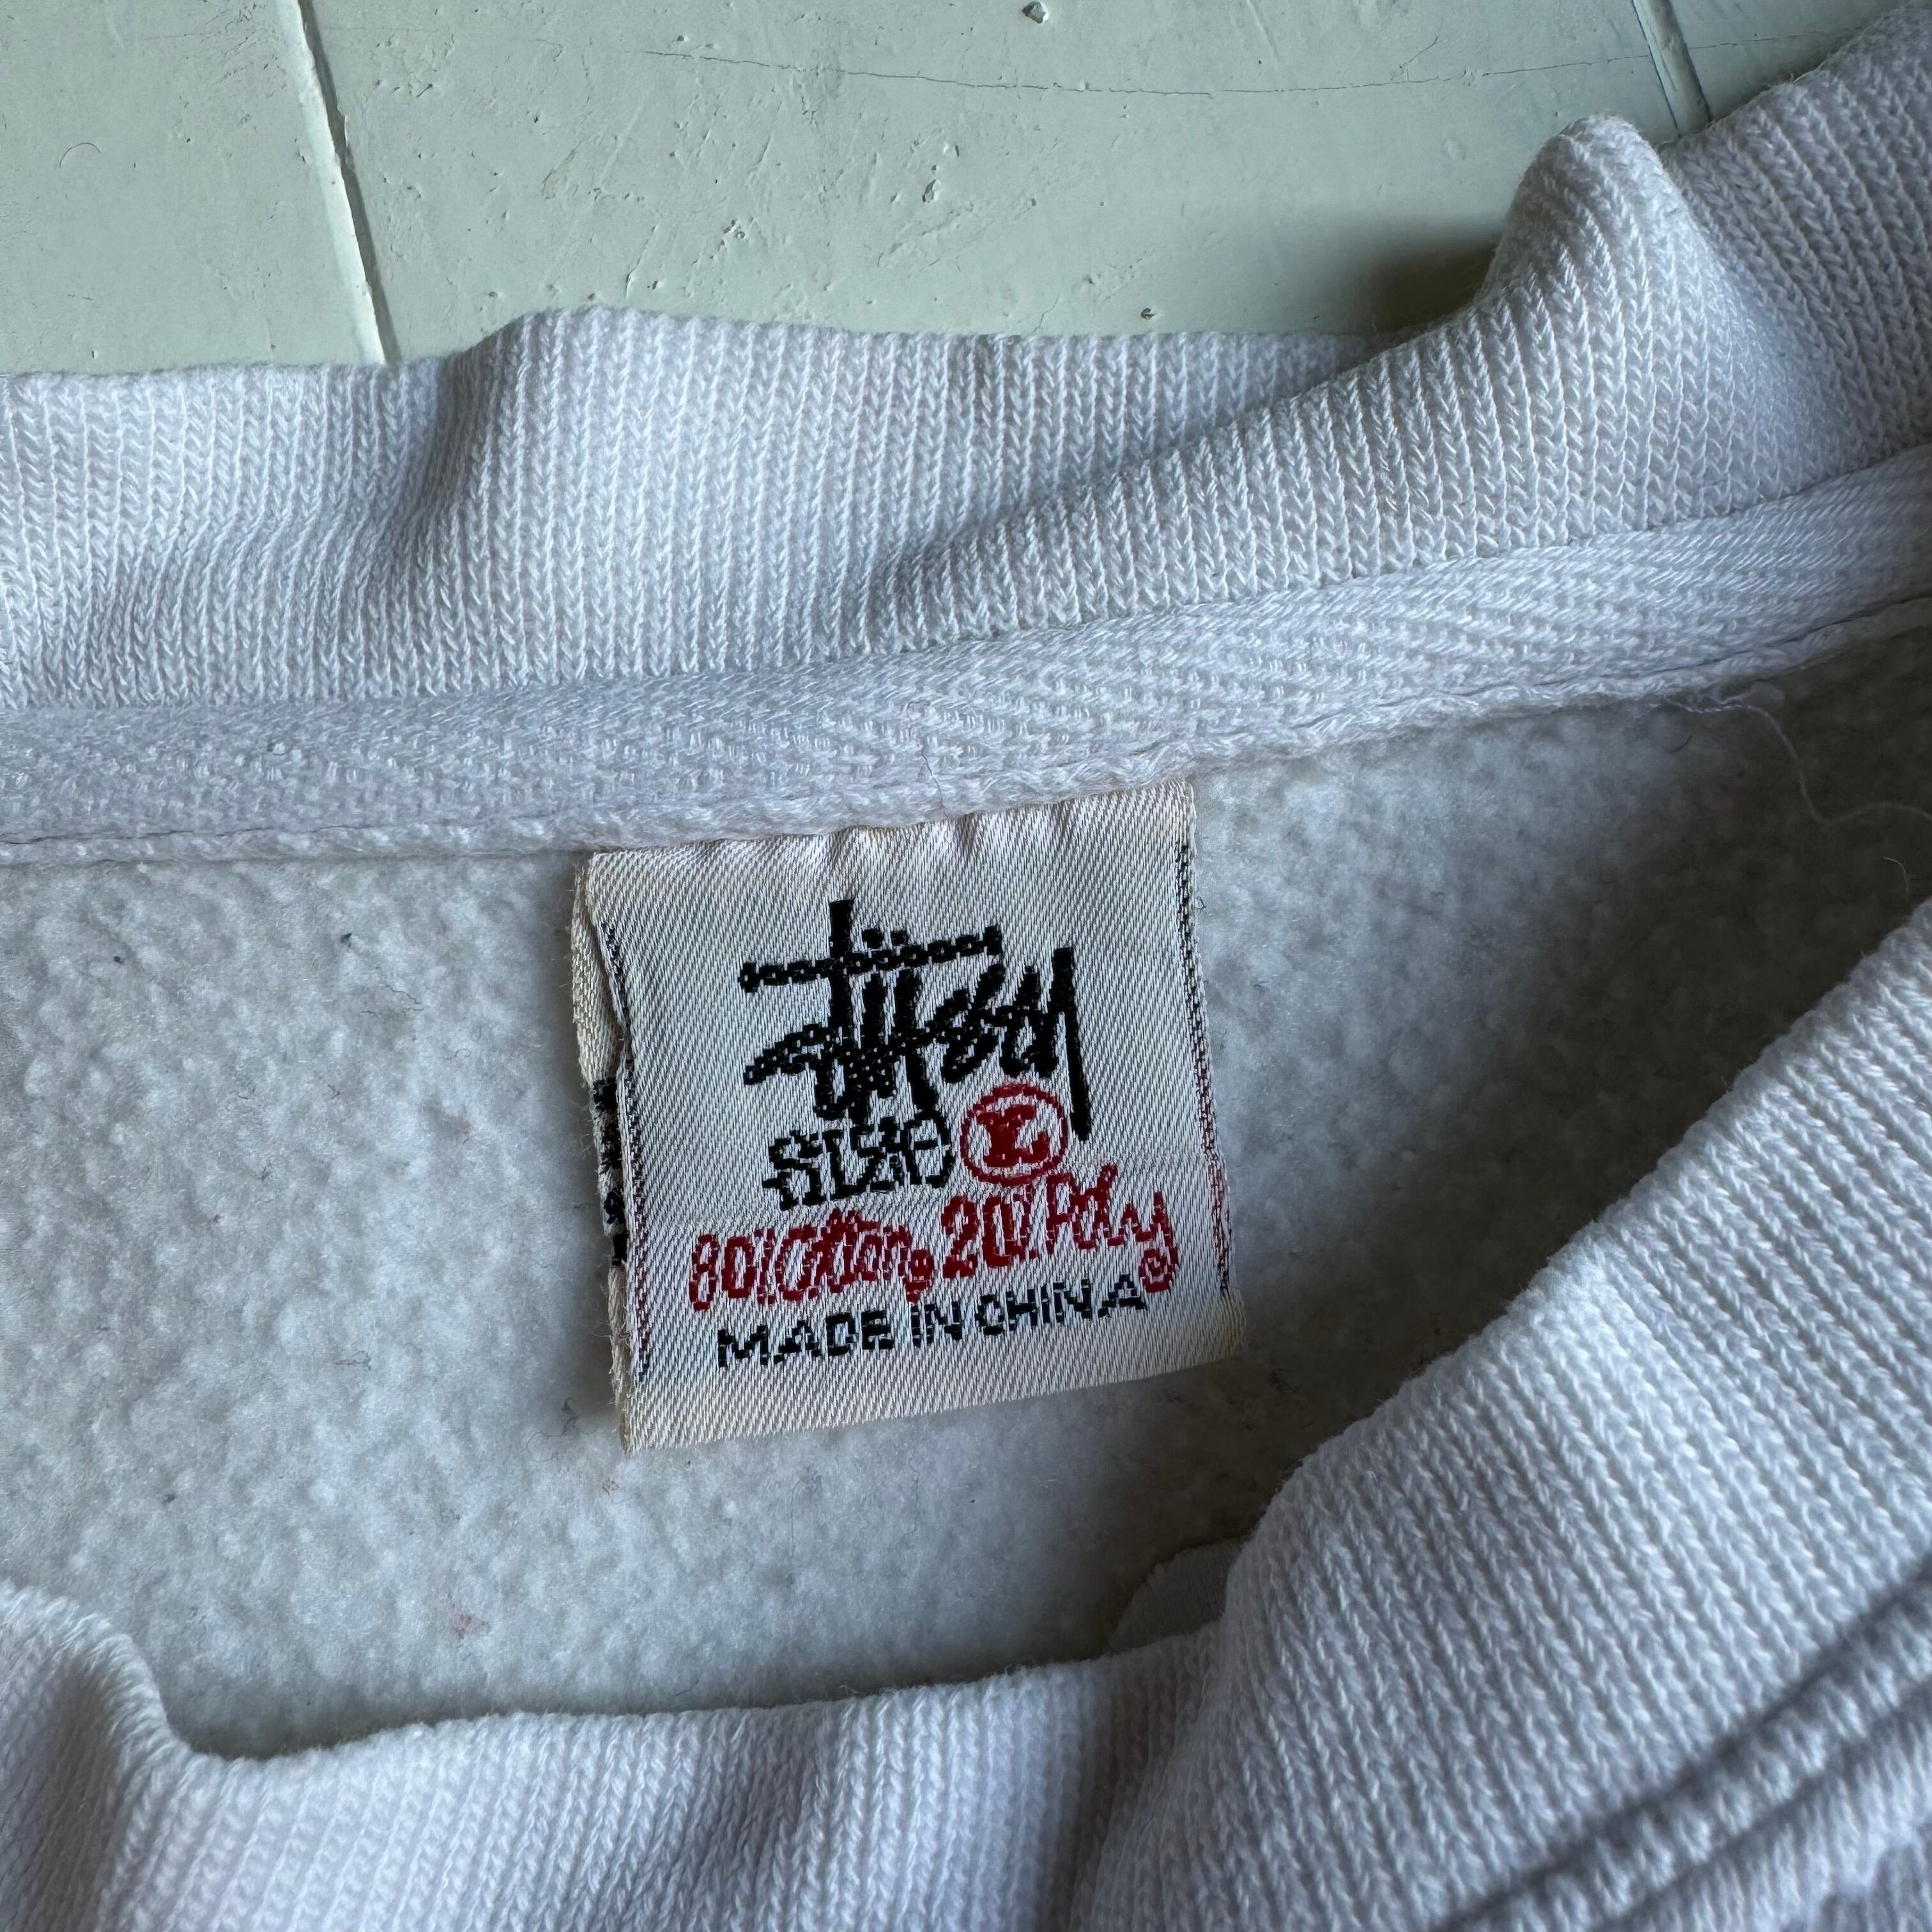 Stüssy
SIZE L
80% Cotton, 20% Poly
MADE IN CHINA